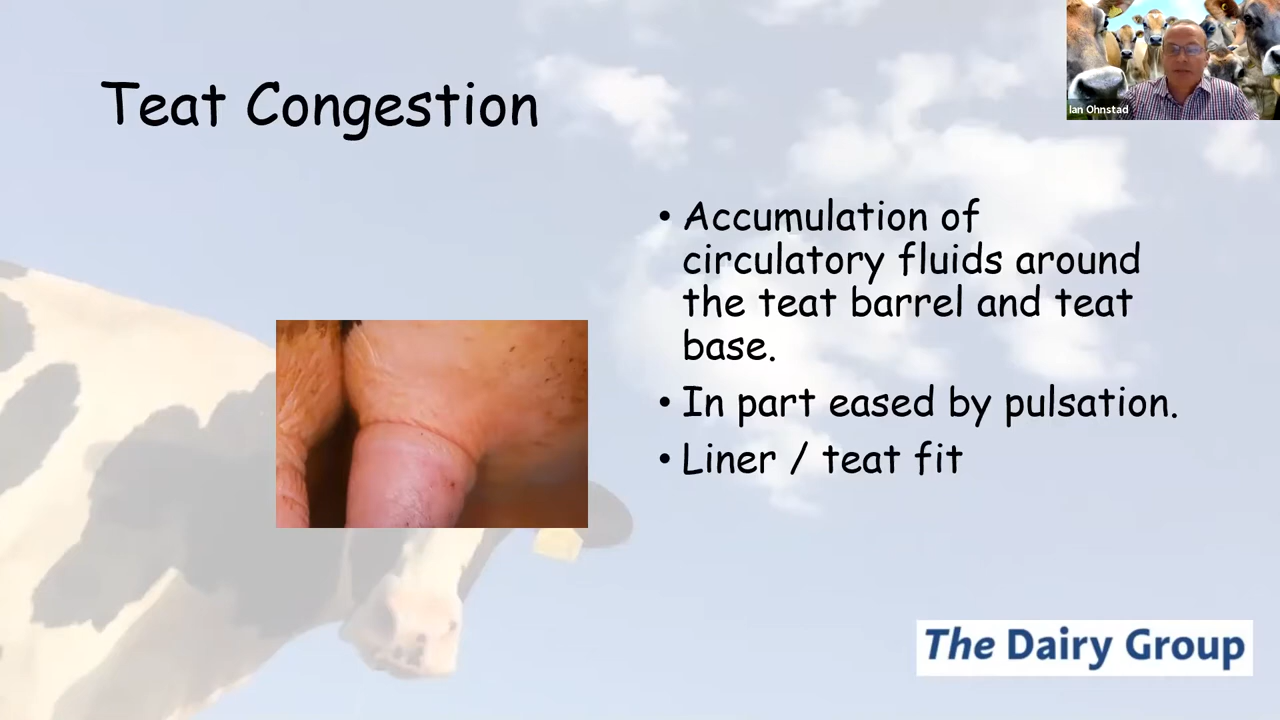 Teat Congestion
Ian Ohnstad
• Accumulation of
circulatory fluids around
the teat barrel and teat
base.
• In part eased by pulsation.
• Liner / teat fit
The Dairy Group